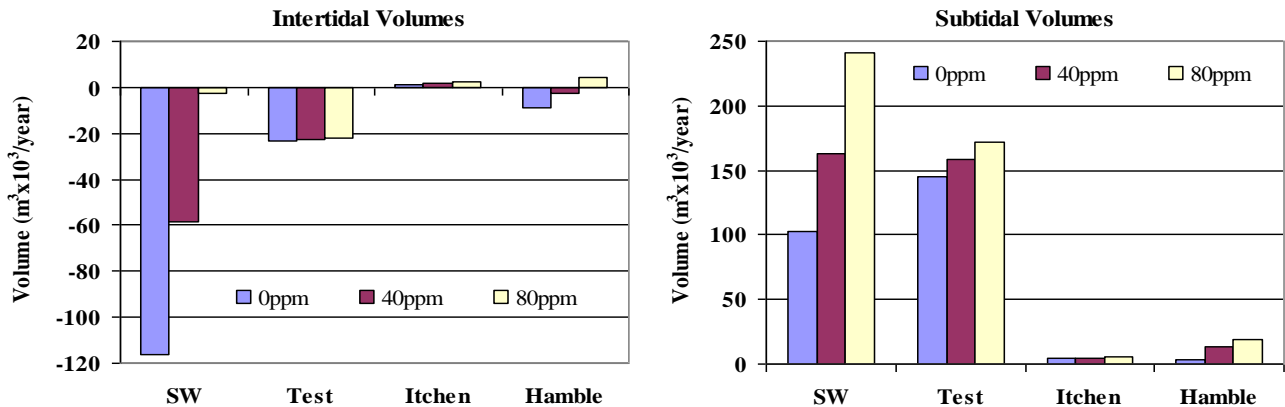 Intertidal Volumes
Volume (m³x10³/year)
20
0
-20
-40
-60
-80
-100
-120
0ppm 40ppm 80ppm
SW Test Itchen Hamble
Subtidal Volumes
Volume (m³x10³/year)
250
200
150
100
50
0
0ppm 40ppm 80ppm
SW Test Itchen Hamble